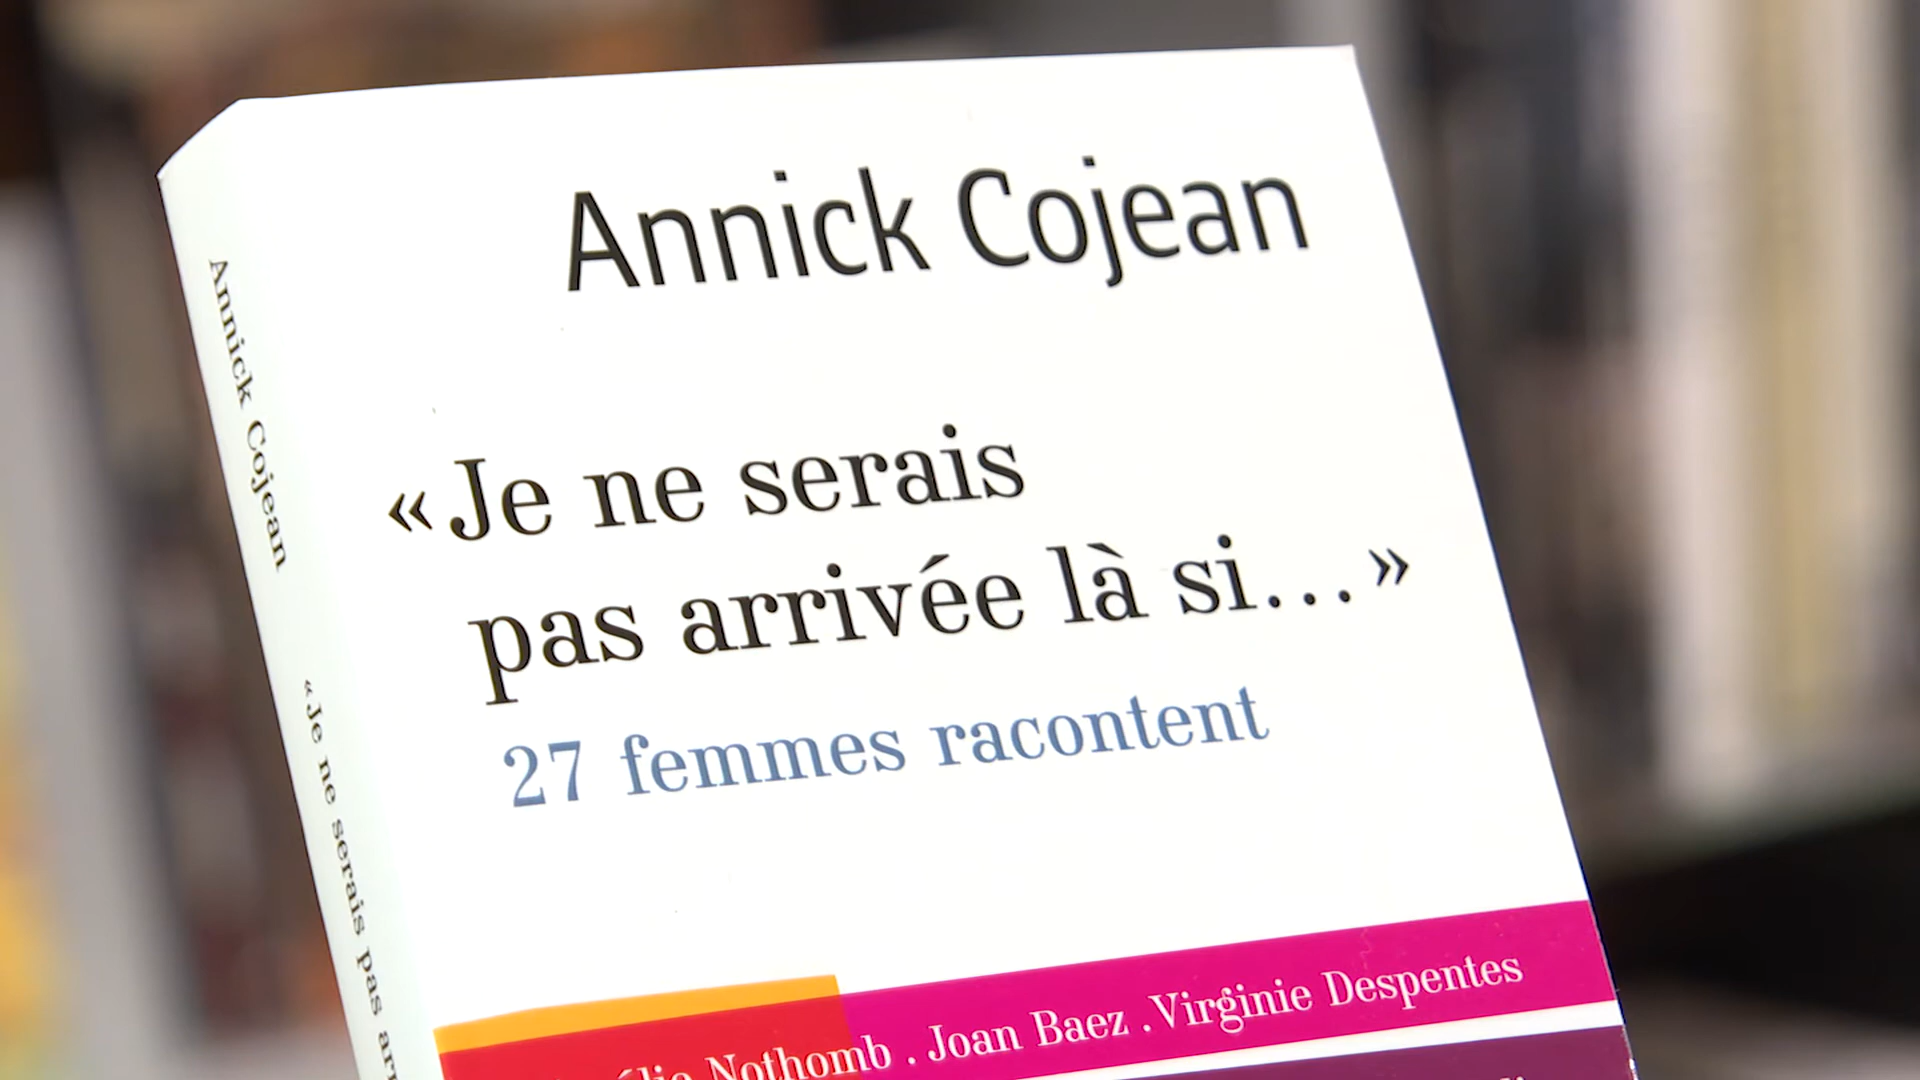 Annick Cojean
« Je ne serais
pas arrivée là si... »
27 femmes racontent
Nothomb . Joan Baez . Virginie Despentes
Annick Cojean
« Je ne serais pas